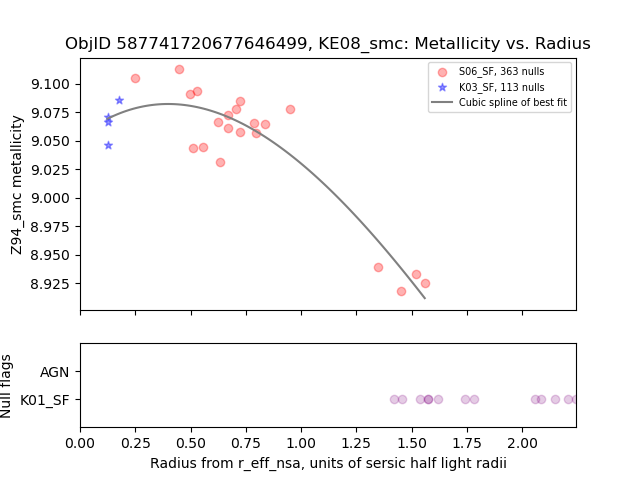 ObjID 587741720677646499, KE08_smc: Metallicity vs. Radius
S06_SF, 363 nulls
K03_SF, 113 nulls
Cubic spline of best fit
Z94_smc metallicity
9.100
9.075
9.050
9.025
9.000
8.975
8.950
8.925
Null flags
AGN
K01_SF
0.00 0.25 0.50 0.75 1.00 1.25 1.50 1.75 2.00
Radius from r_eff_nsa, units of sersic half light radii